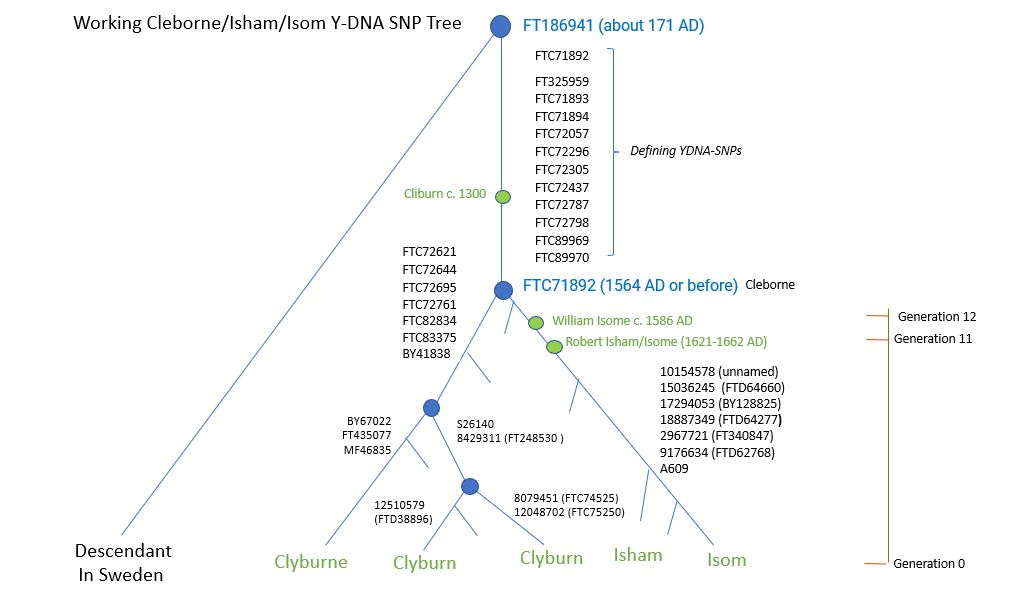 Working Cleborne/Isham/Isom Y-DNA SNP Tree
FT186941 (about 171 AD)
FTC71892
FT325959
FTC71893
FTC71894
FTC72057
FTC72296
FTC72305
FTC72437
FTC72787
FTC72798
FTC89969
FTC89970
Defining YDNA-SNPs
Cliburn c. 1300
FTC72621
FTC72644
FTC72695
FTC72761
FTC82834
FTC83375
BY41838
FTC71892 (1564 AD or before)
Cleborne
William Isome c. 1586 AD
Robert Isham/Isome (1621-1662 AD)
Generation 12
Generation 11
10154578 (unnamed)
15036245 (FTD64660)
17294053 (BY128825)
18887349 (FTD64277)
2967721 (FT340847)
9176634 (FTD62768)
A609
BY67022
FT435077
MF46835
S26140
8429311 (FT248530 )
12510579
(FTD38896)
8079451 (FTC74525)
12048702 (FTC75250)
Descendant
In Sweden
Clyburne
Clyburn
Clyburn
Isham
Isom
Generation 0